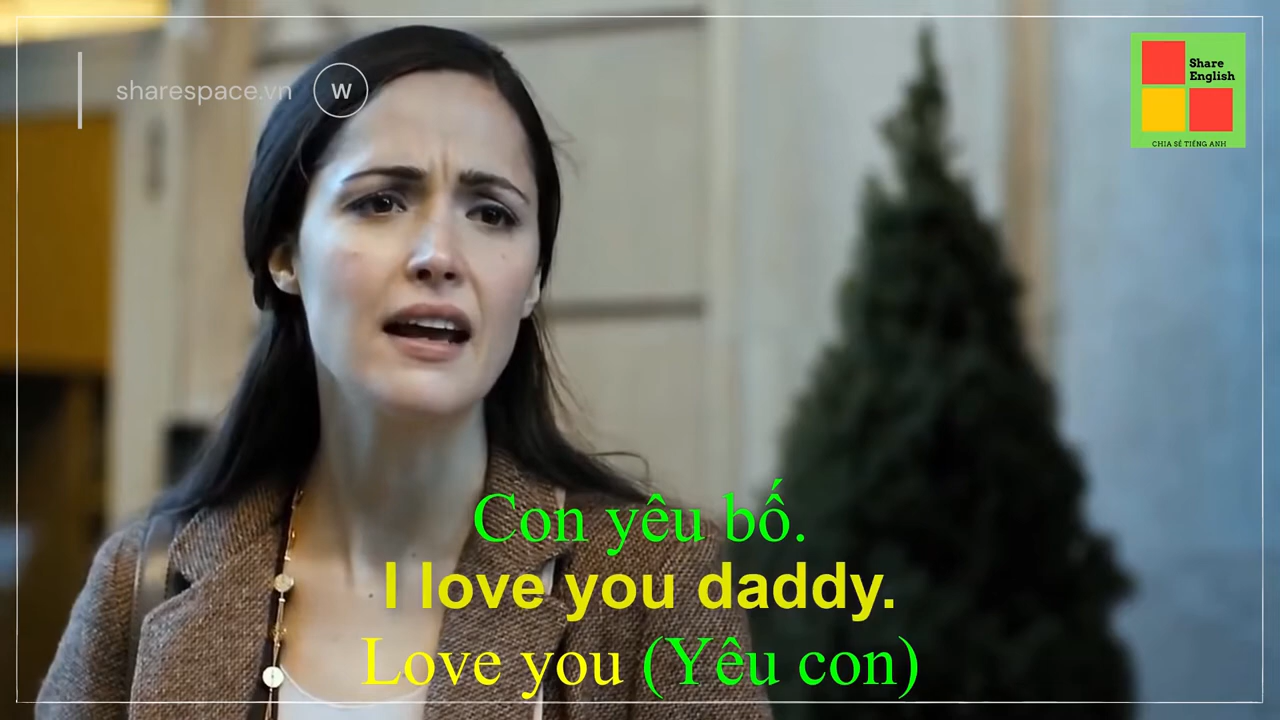 sharespace.vn W
Share
English
CHIA SẺ TIẾNG ANH
Con yêu bố.
I love you daddy.
Love you (Yêu con)